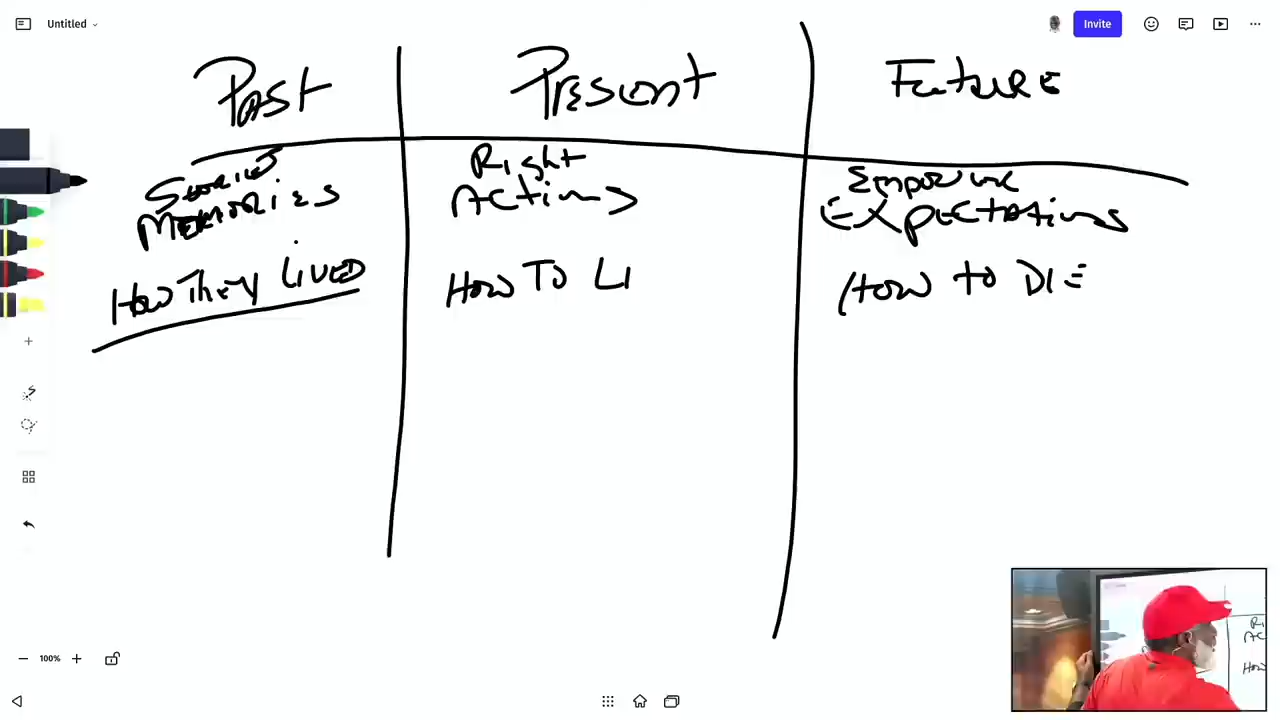 Untitled
Invite
Past
Present
Future
Stories
Memories
Right
Actions
Expectations
How They Lived
How To Li
How to Die
100%